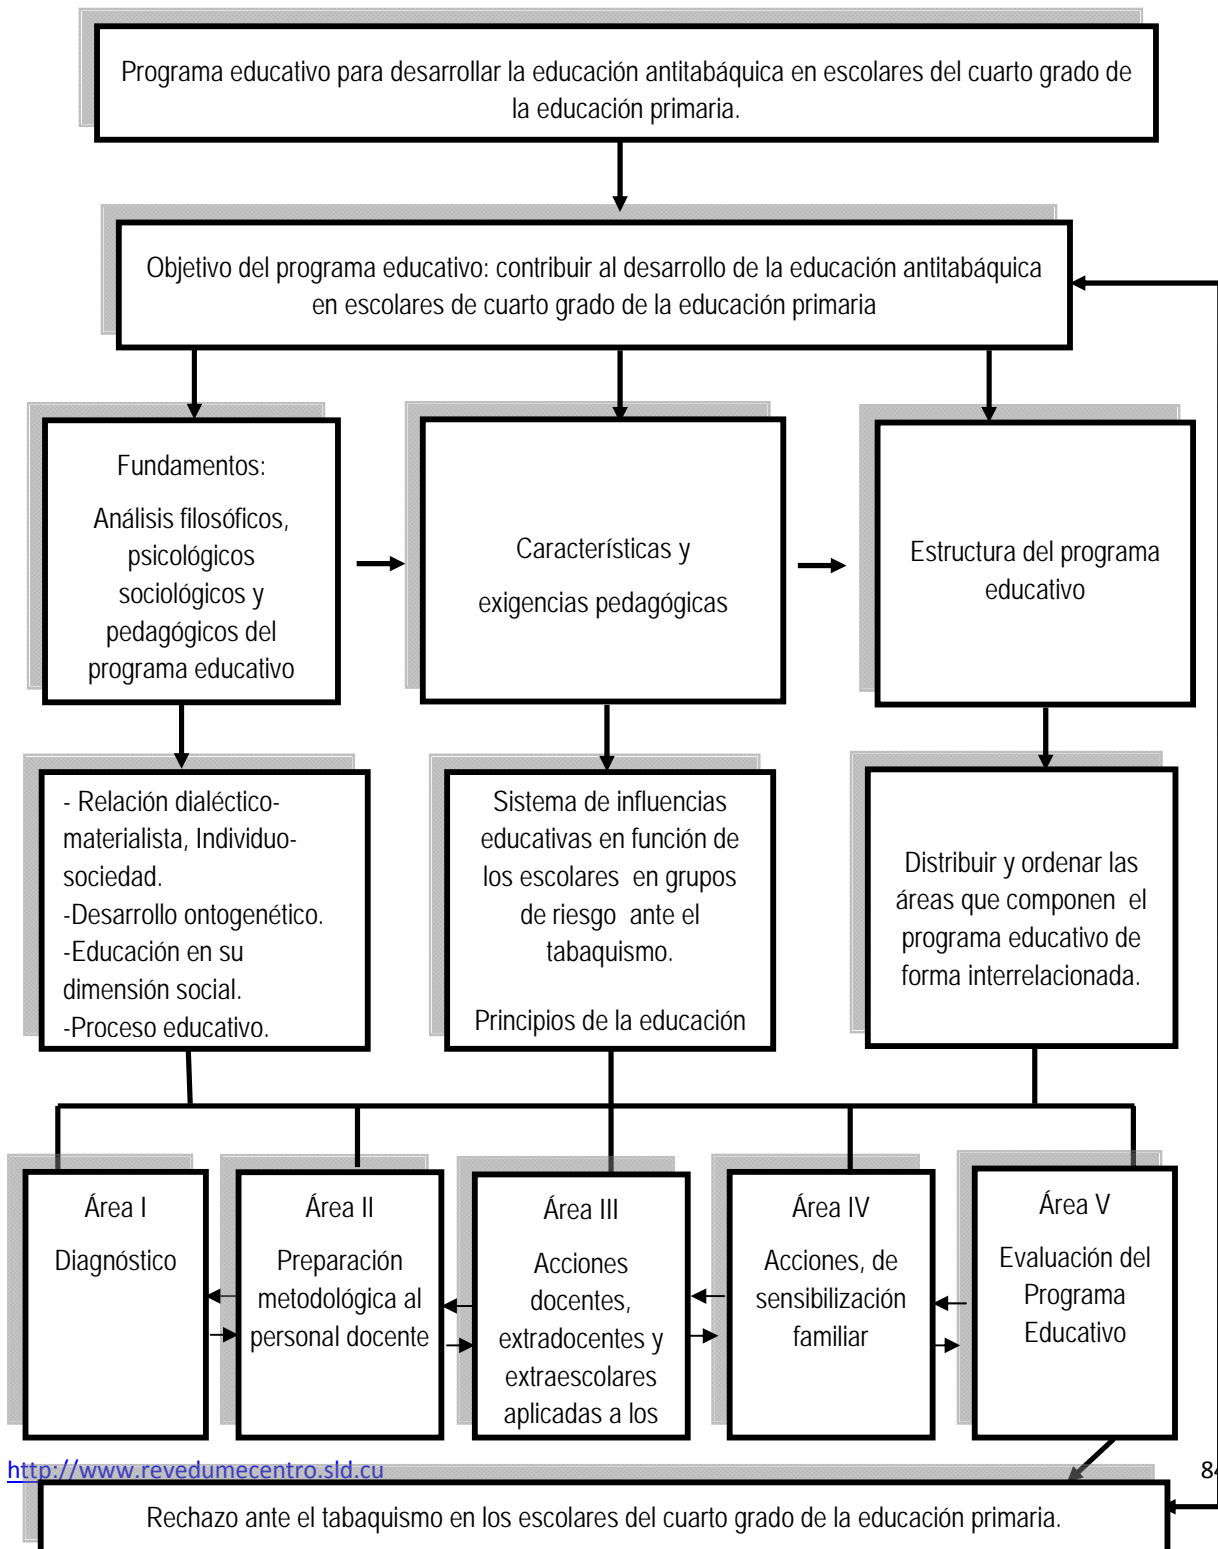 Programa educativo para desarrollar la educación antitabáquica en escolares del cuarto grado de
la educación primaria.
Objetivo del programa educativo: contribuir al desarrollo de la educación antitabáquica
en escolares de cuarto grado de la educación primaria
Fundamentos:
Análisis filosóficos,
psicológicos
sociológicos y
pedagógicos del
programa educativo
Características y
exigencias pedagógicas
Estructura del programa
educativo
- Relación dialéctico-
materialista, Individuo-
sociedad.
-Desarrollo ontogenético.
-Educación en su
dimensión social.
-Proceso educativo.
Sistema de influencias
educativas en función de
los escolares en grupos
de riesgo ante el
tabaquismo.
Principios de la educación
Distribuir y ordenar las
áreas que componen el
programa educativo de
forma interrelacionada.
Área I
Diagnóstico
Área II
Preparación
metodológica al
personal docente
Área III
Acciones
docentes,
extradocentes y
extraescolares
aplicadas a los
Área IV
Acciones, de
sensibilización
familiar
Área V
Evaluación del
Programa
Educativo
http://www.revedumecentro.sld.cu
84
Rechazo ante el tabaquismo en los escolares del cuarto grado de la educación primaria.